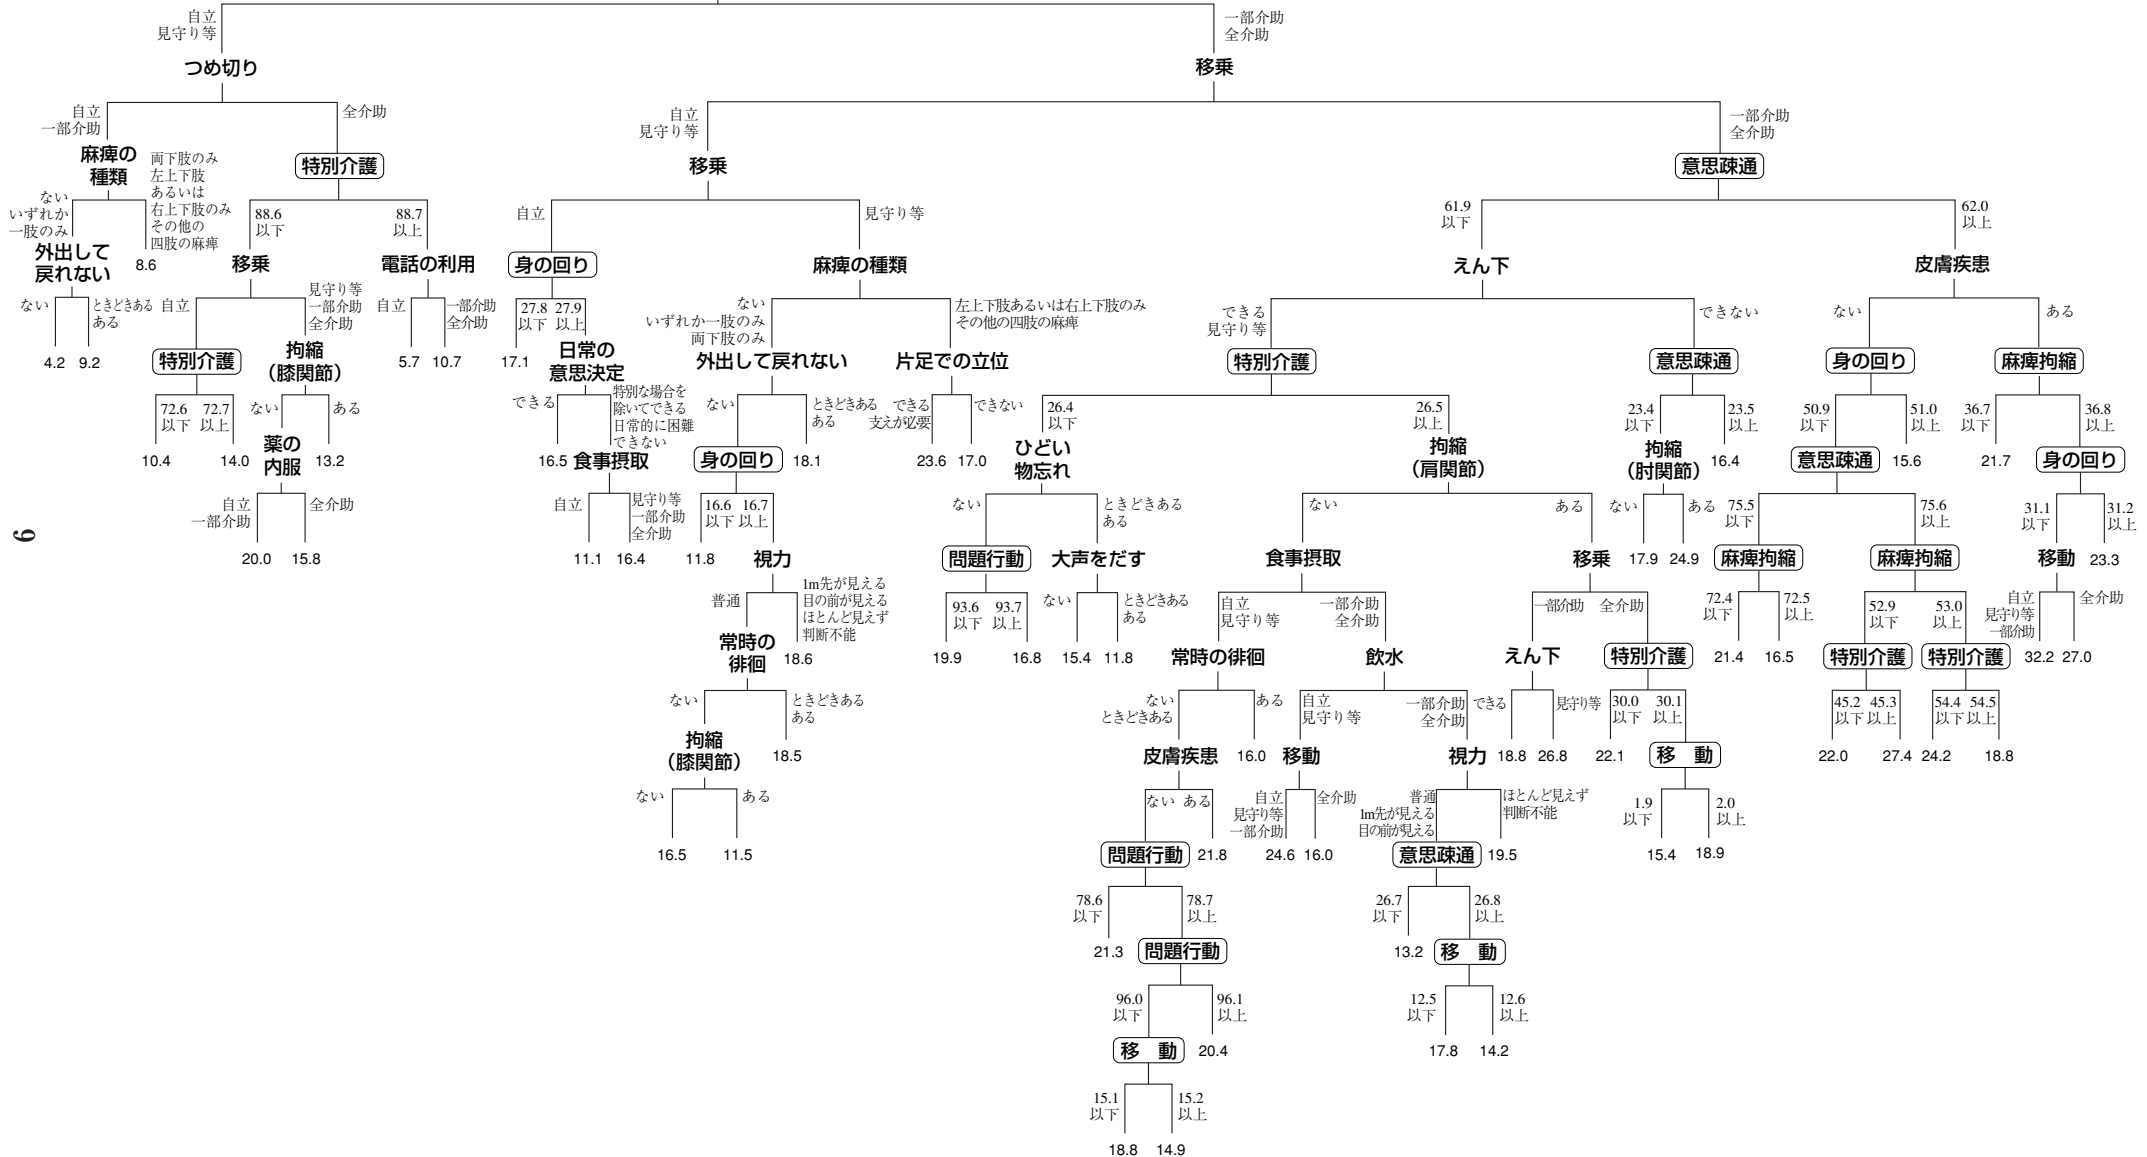 自立
見守り等
一部介助
全介助
つめ切り
移乗
自立
一部介助
全介助
自立
見守り等
一部介助
全介助
麻痺の
種類
両下肢のみ
左上下肢
あるいは
右上下肢のみ
その他の
四肢の麻痺
特別介護
移乗
意思疎通
ない
いずれか
一肢のみ
88.6
以下
88.7
以上
自立
見守り等
61.9
以下
62.0
以上
外出して
戻れない
8.6
移乗
電話の利用
身の回り
麻痺の種類
えん下
皮膚疾患
ない
ときどきある
ある
自立
見守り等
一部介助
全介助
自立
一部介助
全介助
27.8
以下
27.9
以上
ない
いずれか一肢のみ
両下肢のみ
左上下肢あるいは右上下肢のみ
その他の四肢の麻痺
できる
見守り等
できない
ない
ある
4.2
9.2
特別介護
拘縮
(膝関節)
5.7
10.7
17.1
日常の
意思決定
外出して戻れない
片足での立位
特別介護
意思疎通
身の回り
麻痺拘縮
72.6
以下
72.7
以上
ない
ある
できる
特別な場合を
除いてできる
日常的に困難
できない
ない
ときどきある
ある
できる
支えが必要
できない
26.4
以下
26.5
以上
23.4
以下
23.5
以上
50.9
以下
51.0
以上
36.7
以下
36.8
以上
10.4
14.0
薬の
内服
13.2
16.5
食事摂取
身の回り
18.1
23.6
17.0
ひどい
物忘れ
拘縮
(肩関節)
拘縮
(肘関節)
16.4
意思疎通
15.6
21.7
身の回り
自立
一部介助
全介助
自立
見守り等
一部介助
全介助
16.6
以下
16.7
以上
ない
ときどきある
ある
ない
ある
ない
ある
75.5
以下
75.6
以上
31.1
以下
31.2
以上
6
20.0
15.8
11.1
16.4
11.8
視力
問題行動
大声をだす
食事摂取
移乗
17.9
24.9
麻痺拘縮
麻痺拘縮
移動
23.3
普通
1m先が見える
目の前が見える
ほとんど見えず
判断不能
93.6
以下
93.7
以上
ない
ときどきある
ある
自立
見守り等
一部介助
全介助
一部介助
全介助
72.4
以下
72.5
以上
52.9
以下
53.0
以上
自立
見守り等
一部介助
全介助
常時の
徘徊
18.6
19.9
16.8
15.4
11.8
常時の徘徊
飲水
えん下
特別介護
21.4
16.5
特別介護
特別介護
32.2
27.0
ない
ときどきある
ある
ない
ときどきある
ある
自立
見守り等
一部介助
全介助
できる
見守り等
30.0
以下
30.1
以上
45.2
以下
45.3
以上
54.4
以下
54.5
以上
拘縮
(膝関節)
18.5
皮膚疾患
16.0
移動
視力
18.8
26.8
22.1
移 動
22.0
27.4
24.2
18.8
ない
ある
ない
ある
自立
見守り等
一部介助
全介助
普通
1m先が見える
目の前が見える
ほとんど見えず
判断不能
1.9
以下
2.0
以上
16.5
11.5
問題行動
21.8
24.6
16.0
意思疎通
19.5
15.4
18.9
78.6
以下
78.7
以上
26.7
以下
26.8
以上
21.3
問題行動
13.2
移 動
96.0
以下
96.1
以上
12.5
以下
12.6
以上
移 動
20.4
17.8
14.2
15.1
以下
15.2
以上
18.8
14.9